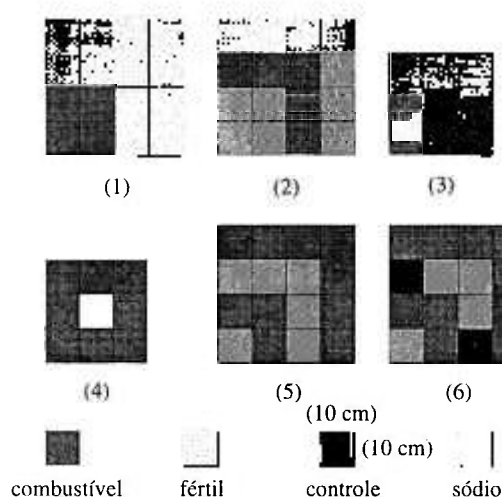 (1) (2) (3)
(4) (5) (6)
(10 cm)
(10 cm)
combustível fértil controle sódio